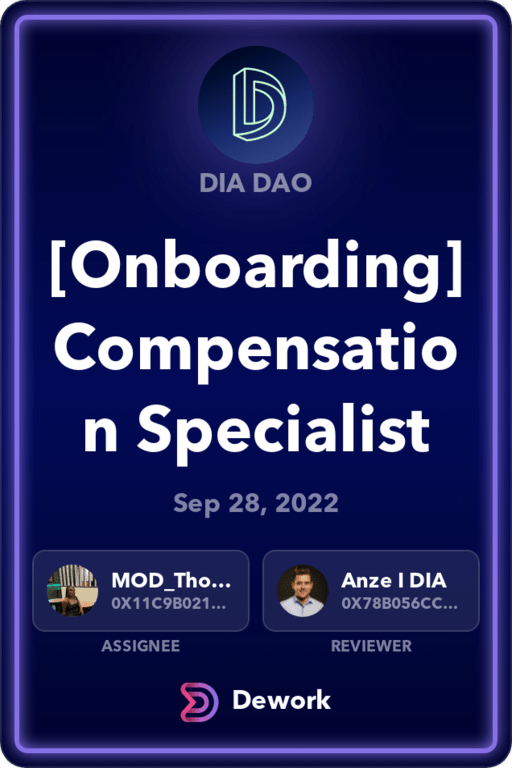 DIA DAO
[Onboarding]
Compensatio
n Specialist
Sep 28, 2022
MOD_Tho...
0X11C9B021...
ASSIGNEE
Anze I DIA
0X78B056CC...
REVIEWER
Dework